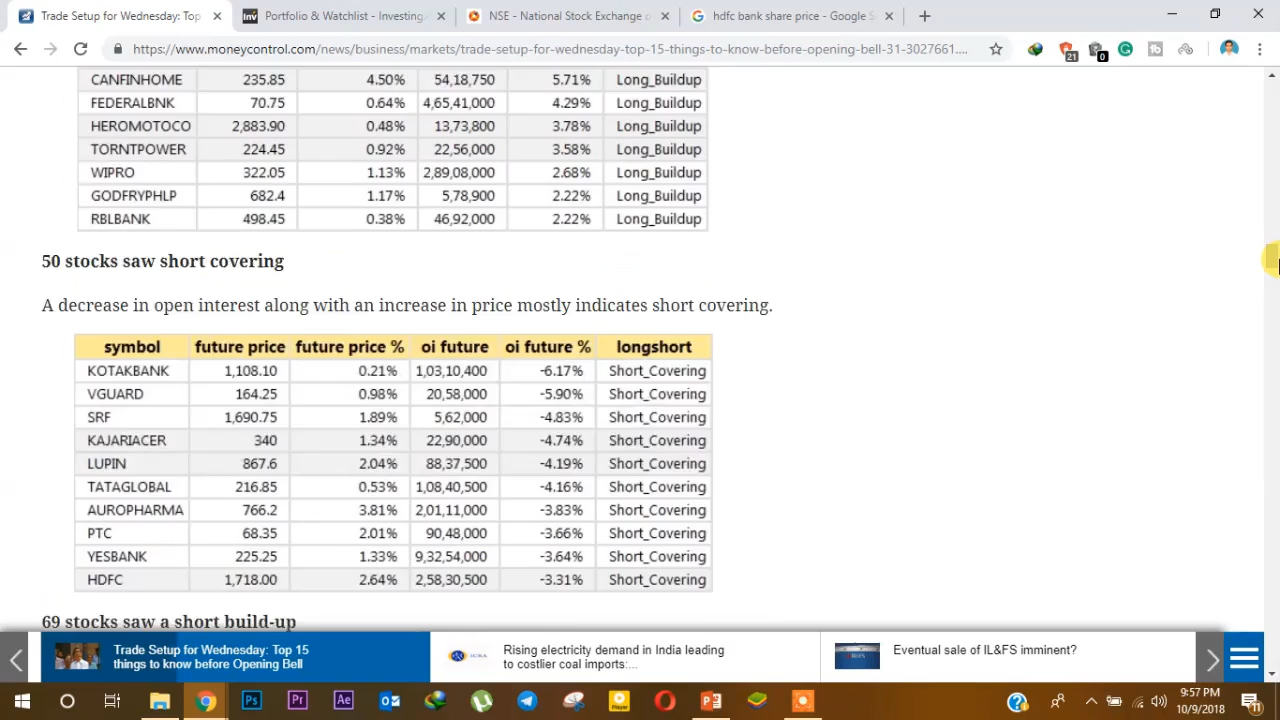 Trade Setup for Wednesday: Top
Portfolio & Watchlist - Investing.
NSE - National Stock Exchange o
hdfc bank share price - Google S
https://www.moneycontrol.com/news/business/markets/trade-setup-for-wednesday-top-15-things-to-know-before-opening-bell-31-3027661....
21
0
CANFINHOME 235.85 4.50% 54,18,750 5.71% Long_Buildup
FEDERALBNK 70.75 0.64% 4,65,41,000 4.29% Long_Buildup
HEROMOTOCO 2,883.90 0.48% 13,73,800 3.78% Long_Buildup
TORNTPOWER 224.45 0.92% 22,56,000 3.58% Long_Buildup
WIPRO 322.05 1.13% 2,89,08,000 2.68% Long_Buildup
GODFRYPHLP 682.4 1.17% 5,78,900 2.22% Long_Buildup
RBLBANK 498.45 0.38% 46,92,000 2.22% Long_Buildup
50 stocks saw short covering
A decrease in open interest along with an increase in price mostly indicates short covering.
symbol future price future price % oi future oi future % longshort
KOTAKBANK 1,108.10 0.21% 1,03,10,400 -6.17% Short_Covering
VGUARD 164.25 0.98% 20,58,000 -5.90% Short_Covering
SRF 1,690.75 1.89% 5,62,000 -4.83% Short_Covering
KAJARIACER 340 1.34% 22,90,000 -4.74% Short_Covering
LUPIN 867.6 2.04% 88,37,500 -4.19% Short_Covering
TATAGLOBAL 216.85 0.53% 1,08,40,500 -4.16% Short_Covering
AUROPHARMA 766.2 3.81% 2,01,11,000 -3.83% Short_Covering
PTC 68.35 2.01% 90,48,000 -3.66% Short_Covering
YESBANK 225.25 1.33% 9,32,54,000 -3.64% Short_Covering
HDFC 1,718.00 2.64% 2,58,30,500 -3.31% Short_Covering
69 stocks saw a short build-up
Trade Setup for Wednesday: Top 15
things to know before Opening Bell
Rising electricity demand in India leading
to costlier coal imports:...
Eventual sale of IL&FS imminent?
9:57 PM
10/9/2018